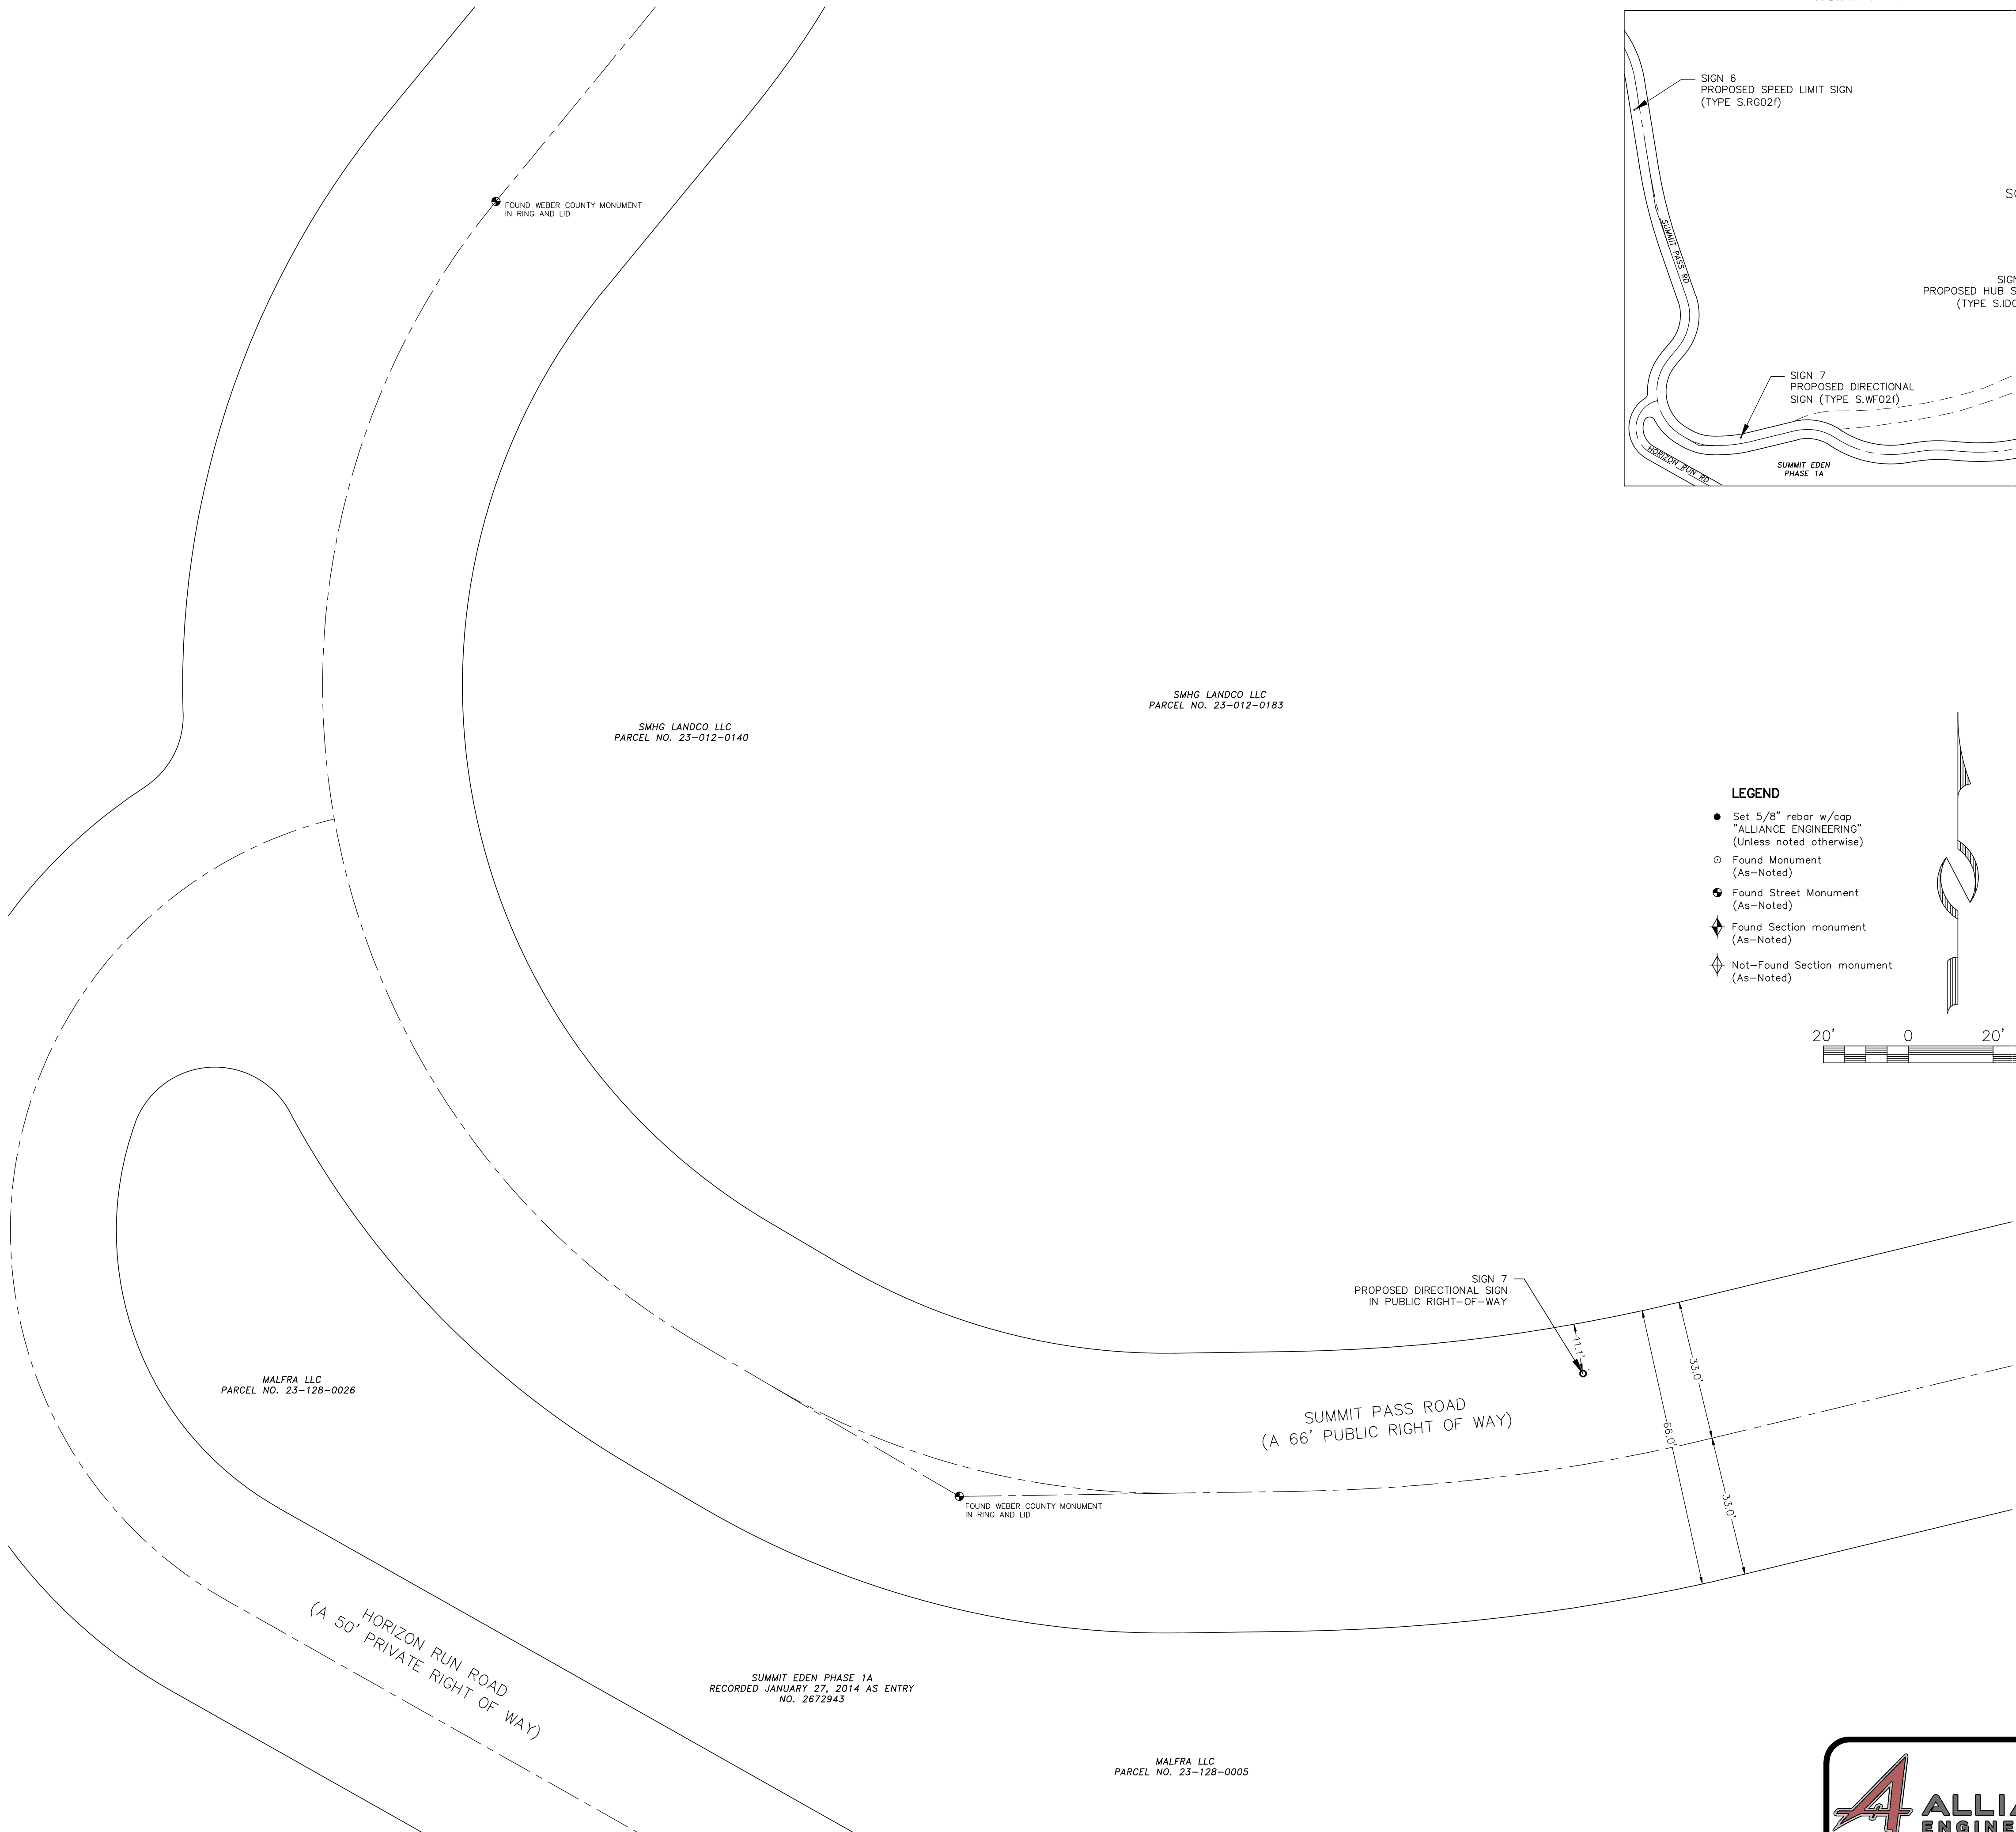 SIGN 6
PROPOSED SPEED LIMIT SIGN
(TYPE S.RG02f)
SUMMIT PASS RD
SIGN
PROPOSED HUB S
SIGN 7
PROPOSED DIRECTIONAL
SIGN (TYPE S.WF02f)
HORIZON RUN RD
SUMMIT EDEN
PHASE 1A
FOUND WEBER COUNTY MONUMENT
IN RING AND LID
SMHG LANDCO LLC
PARCEL NO. 23-012-0183
SMHG LANDCO LLC
PARCEL NO. 23-012-0140
LEGEND
Set 5/8" rebar w/cap
"ALLIANCE ENGINEERING"
(Unless noted otherwise)
Found Monument
(As-Noted)
Found Street Monument
(As-Noted)
Found Section monument
(As-Noted)
Not-Found Section monument
(As-Noted)
20' 0 20'
SIGN 7
PROPOSED DIRECTIONAL SIGN
IN PUBLIC RIGHT-OF-WAY
11.1'
33.0'
66.0'
33.0'
SUMMIT PASS ROAD
(A 66' PUBLIC RIGHT OF WAY)
MALFRA LLC
PARCEL NO. 23-128-0026
FOUND WEBER COUNTY MONUMENT
IN RING AND LID
HORIZON RUN ROAD
(A 50' PRIVATE RIGHT OF WAY)
SUMMIT EDEN PHASE 1A
RECORDED JANUARY 27, 2014 AS ENTRY
NO. 2672943
MALFRA LLC
PARCEL NO. 23-128-0005
ALLIA
ENGINE